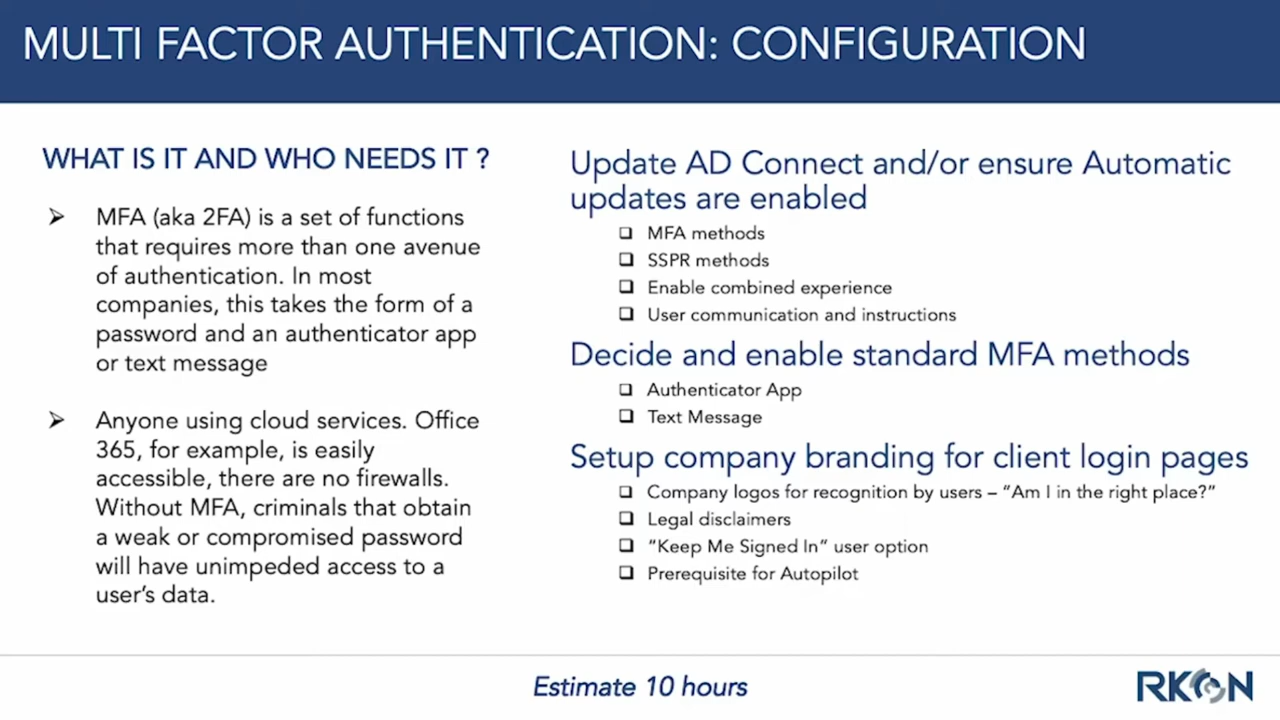 MULTI FACTOR AUTHENTICATION: CONFIGURATION
WHAT IS IT AND WHO NEEDS IT ?
➢ MFA (aka 2FA) is a set of functions
that requires more than one avenue
of authentication. In most
companies, this takes the form of a
password and an authenticator app
or text message
➢ Anyone using cloud services. Office
365, for example, is easily
accessible, there are no firewalls.
Without MFA, criminals that obtain
a weak or compromised password
will have unimpeded access to a
user’s data.
Update AD Connect and/or ensure Automatic
updates are enabled
❑ MFA methods
❑ SSPR methods
❑ Enable combined experience
❑ User communication and instructions
Decide and enable standard MFA methods
❑ Authenticator App
❑ Text Message
Setup company branding for client login pages
❑ Company logos for recognition by users – “Am I in the right place?”
❑ Legal disclaimers
❑ “Keep Me Signed In” user option
❑ Prerequisite for Autopilot
Estimate 10 hours
RKON